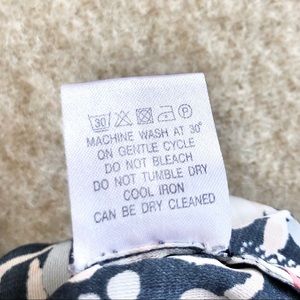 30 P
MACHINE WASH AT 30°
ON GENTLE CYCLE
DO NOT BLEACH
DO NOT TUMBLE DRY
COOL IRON
CAN BE DRY CLEANED